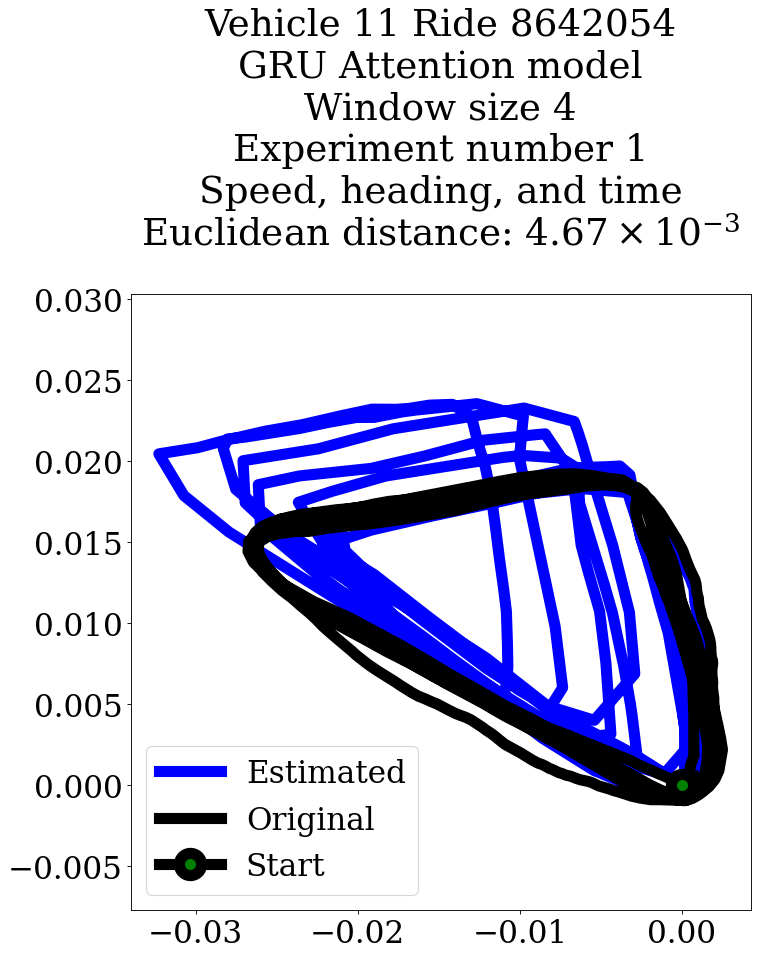 Vehicle 11 Ride 8642054
GRU Attention model
Window size 4
Experiment number 1
Speed, heading, and time
Euclidean distance: 4.67 × 10⁻³
0.030
0.025
0.020
0.015
0.010
0.005
0.000
−0.005
Estimated
Original
Start
−0.03 −0.02 −0.01 0.00